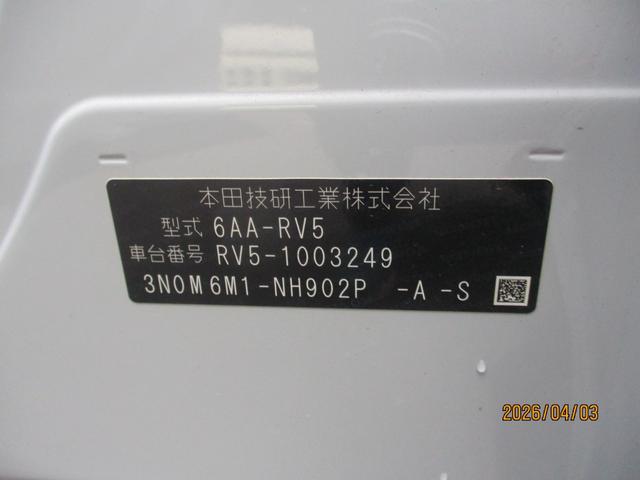 本田技研工業株式会社
型式 6AA-RV5
車台番号 RV5-1003249
3N0M6M1-NH902P -A-S
2026/04/03